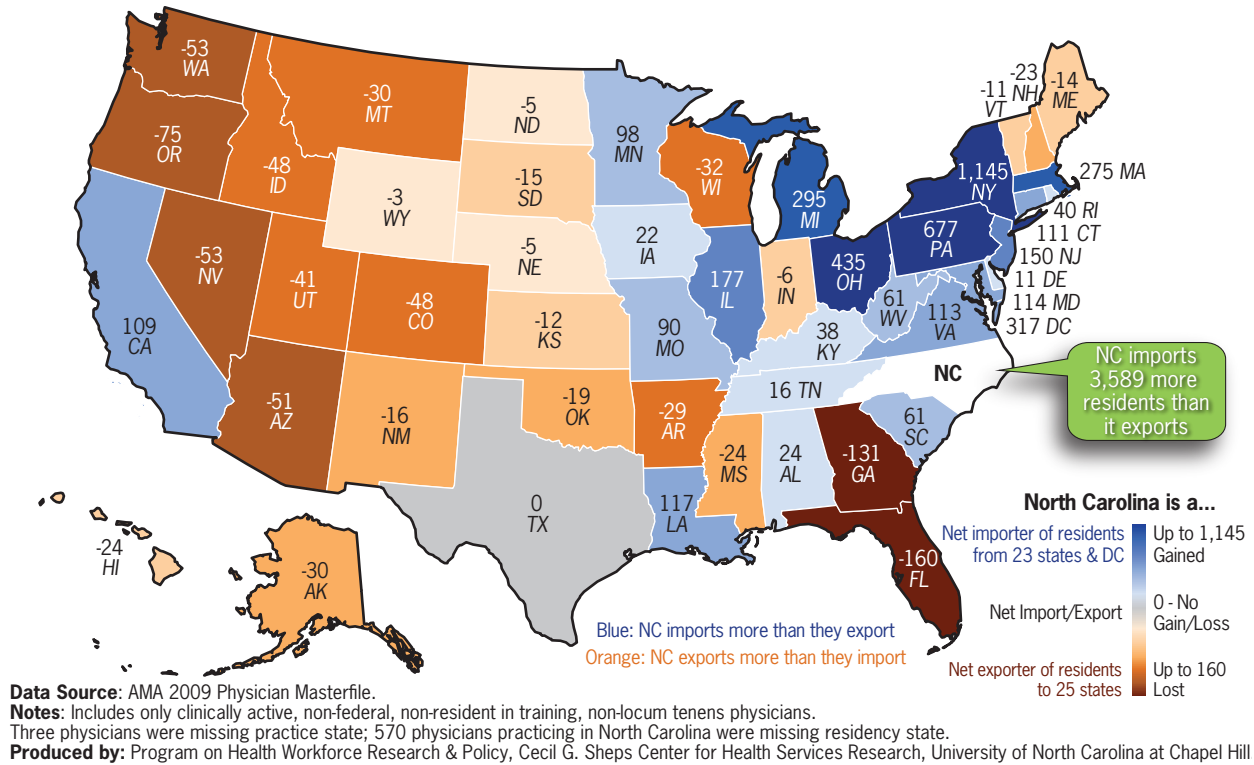 -53
WA
-75
OR
-48
ID
-30
MT
-3
WY
-53
NV
-41
UT
-48
CO
109
CA
-51
AZ
-16
NM
-5
ND
-15
SD
-5
NE
-12
KS
-19
OK
0
TX
98
MN
22
IA
90
MO
-29
AR
117
LA
-32
WI
177
IL
295
MI
-6
IN
435
OH
38
KY
16 TN
-24
MS
24
AL
-131
GA
-160
FL
61
SC
NC
113
VA
61
WV
677
PA
1,145
NY
-11
VT
-23
NH
-14
ME
275 MA
40 RI
111 CT
150 NJ
11 DE
114 MD
317 DC
-24
HI
-30
AK
NC imports
3,589 more
residents than
it exports
North Carolina is a...
Net importer of residents
from 23 states & DC
Up to 1,145
Gained
Net Import/Export
0 - No
Gain/Loss
Net exporter of residents
to 25 states
Up to 160
Lost
Blue: NC imports more than they export
Orange: NC exports more than they import
Data Source: AMA 2009 Physician Masterfile.
Notes: Includes only clinically active, non-federal, non-resident in training, non-locum tenens physicians.
Three physicians were missing practice state; 570 physicians practicing in North Carolina were missing residency state.
Produced by: Program on Health Workforce Research & Policy, Cecil G. Sheps Center for Health Services Research, University of North Carolina at Chapel Hill